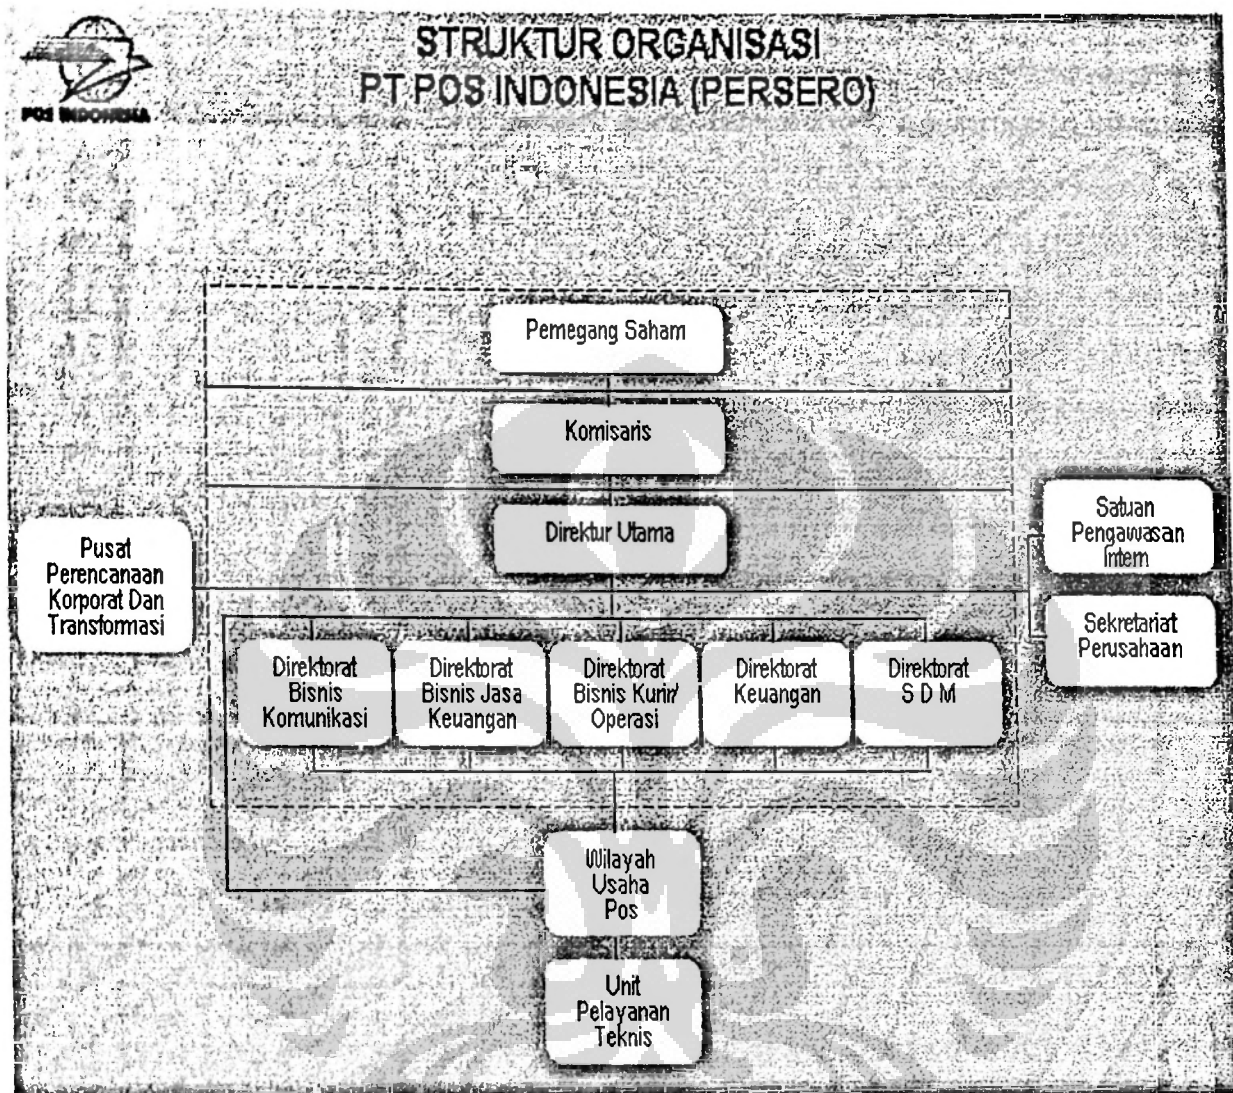 STRUKTUR ORGANISASI
PT POS INDONESIA (PERSERO)
POS INDONESIA
Pemegang Saham
Komisaris
Direktur Utama
Pusat
Perencanaan
Korporat Dan
Transformasi
Satuan
Pengawasan
Intern
Sekretariat
Perusahaan
Direktorat
Bisnis
Komunikasi
Direktorat
Bisnis Jasa
Keuangan
Direktorat
Bisnis Kurir/
Operasi
Direktorat
Keuangan
Direktorat
S D M
Wilayah
Usaha
Pos
Unit
Pelayanan
Teknis